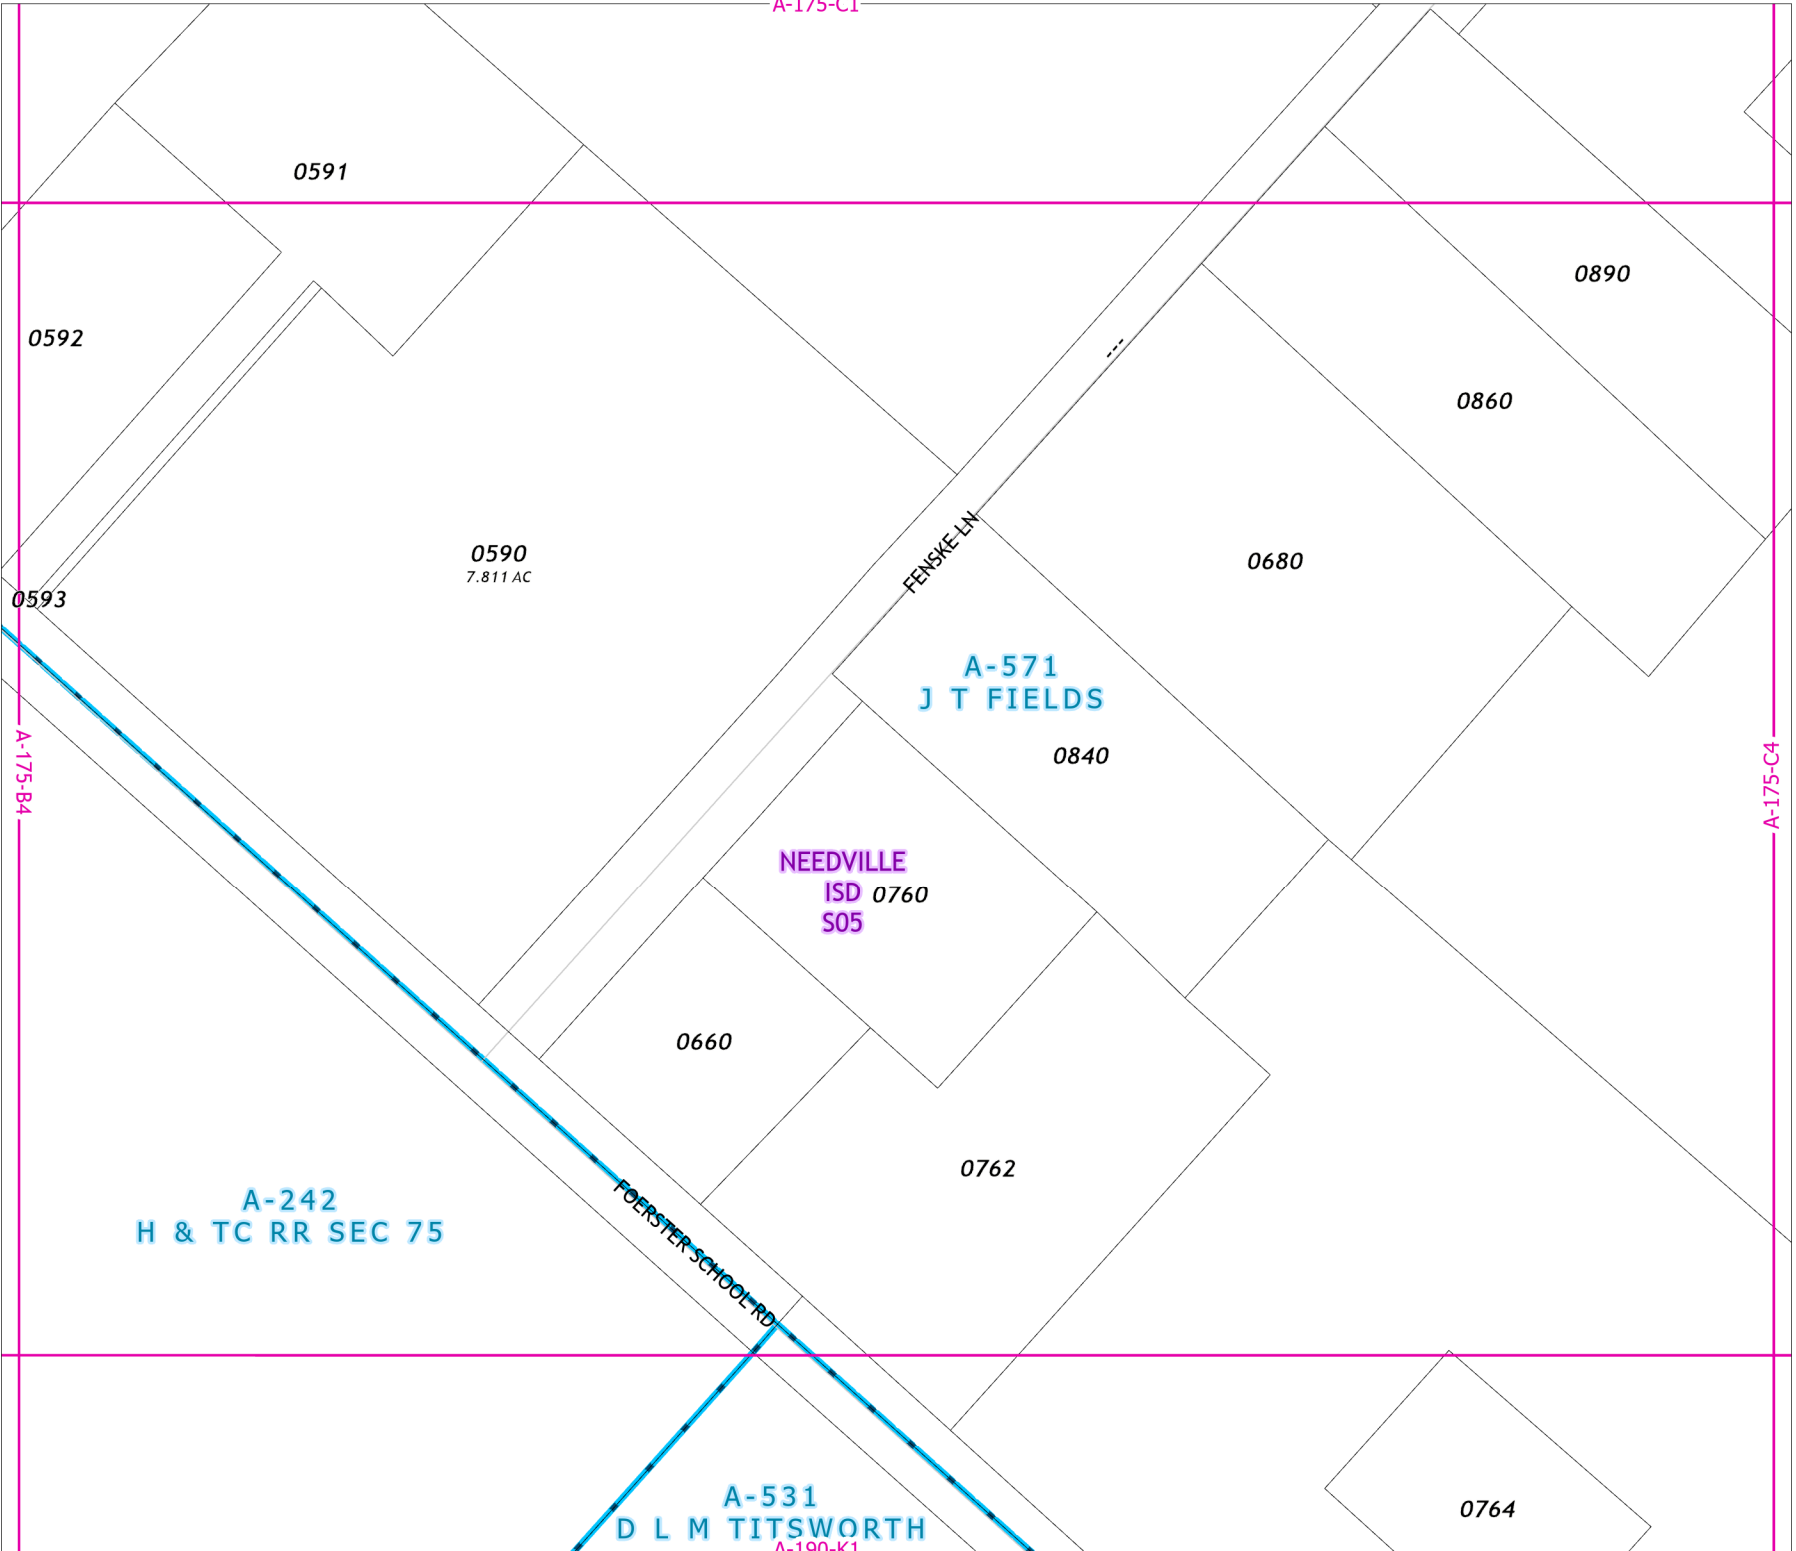 A-175-C1
0591
0890
0592
0860
---
0590
7.811 AC
FENSKE LN
0680
0593
A-571
J T FIELDS
0840
A-175-B4
A-175-C4
NEEDVILLE
ISD
S05
0760
0660
0762
A-242
H & TC RR SEC 75
FOERSTER SCHOOL RD
A-531
D L M TITSWORTH
0764
A-190-K1